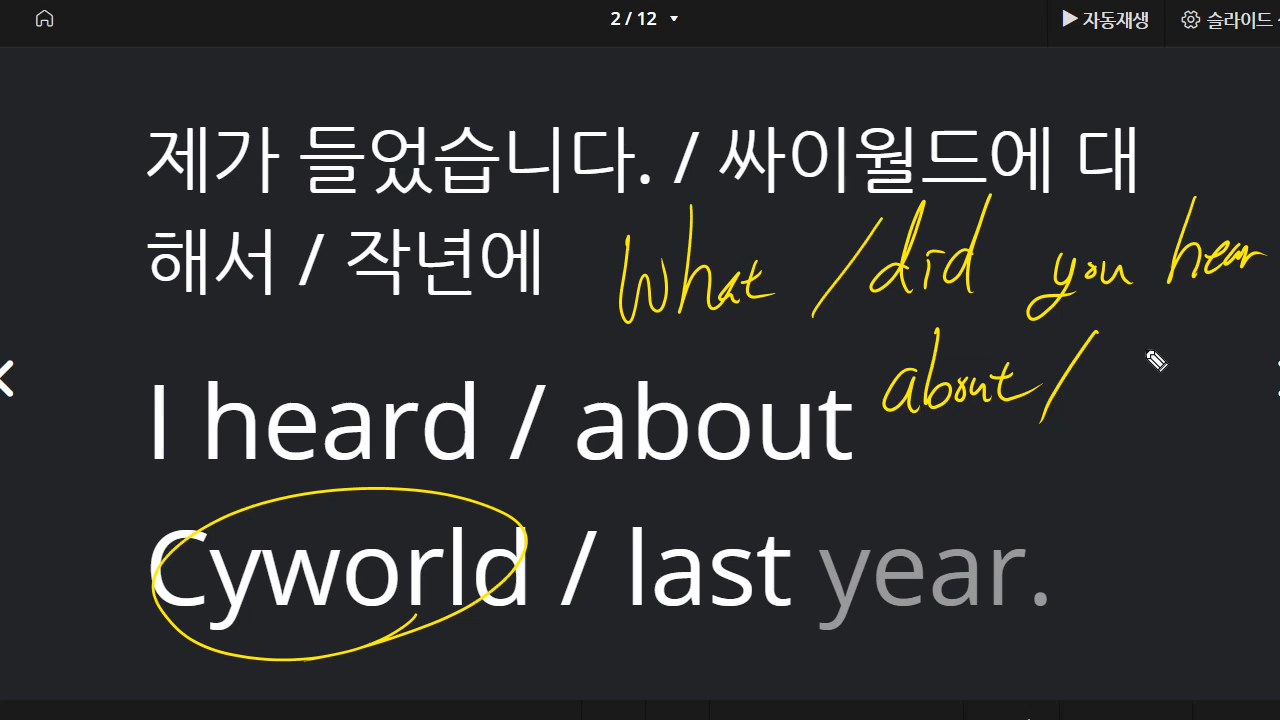 2 / 12
자동재생
슬라이드
제가 들었습니다. / 싸이월드에 대
해서 / 작년에
What / did you hear
about /
I heard / about
Cyworld / last year.